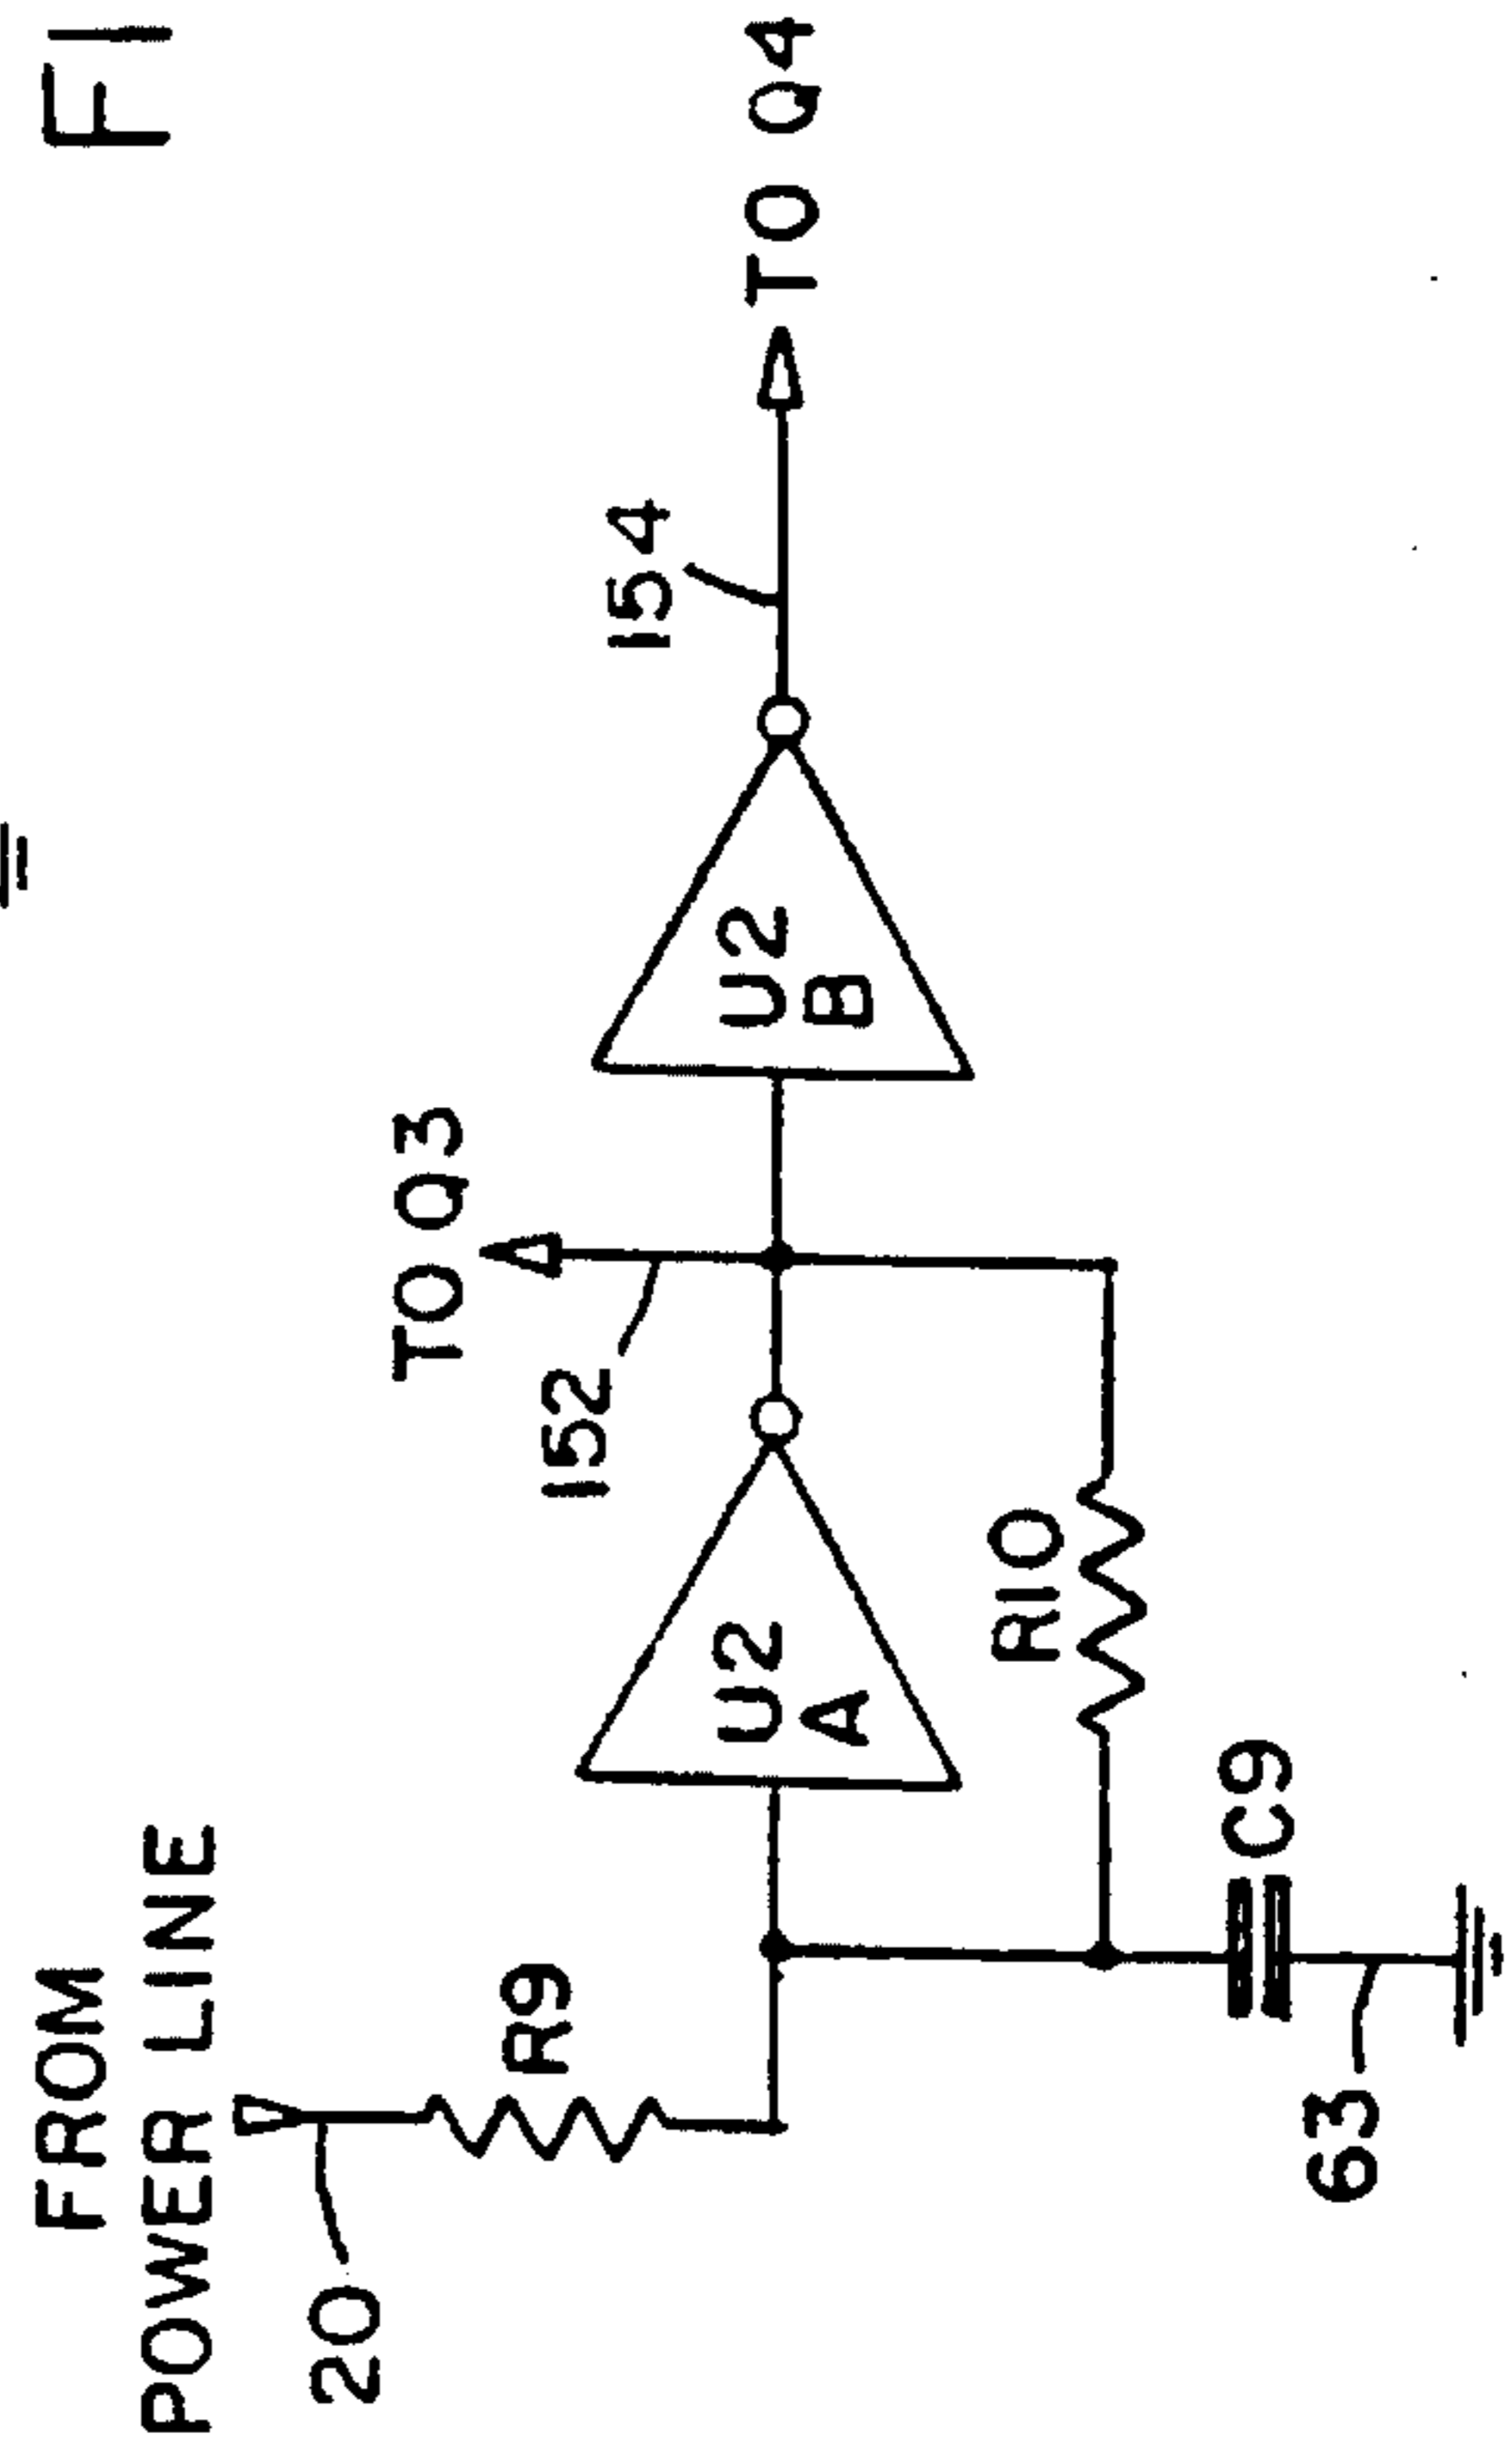 FI
FROM
POWER LINE
20
R9
TO Q3
152
154
TO Q4
U2
A
U2
B
R10
C9
63